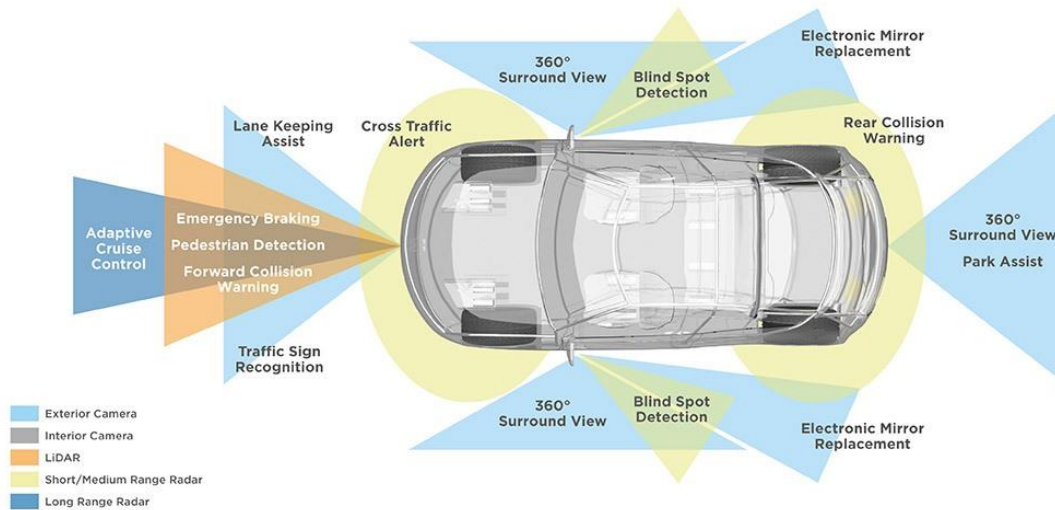 Electronic Mirror
Replacement
360°
Surround View
Blind Spot
Detection
Lane Keeping
Assist
Cross Traffic
Alert
Rear Collision
Warning
Adaptive
Cruise
Control
Emergency Braking
Pedestrian Detection
Forward Collision
Warning
360°
Surround View
Park Assist
Traffic Sign
Recognition
360°
Surround View
Blind Spot
Detection
Electronic Mirror
Replacement
Exterior Camera
Interior Camera
LiDAR
Short/Medium Range Radar
Long Range Radar